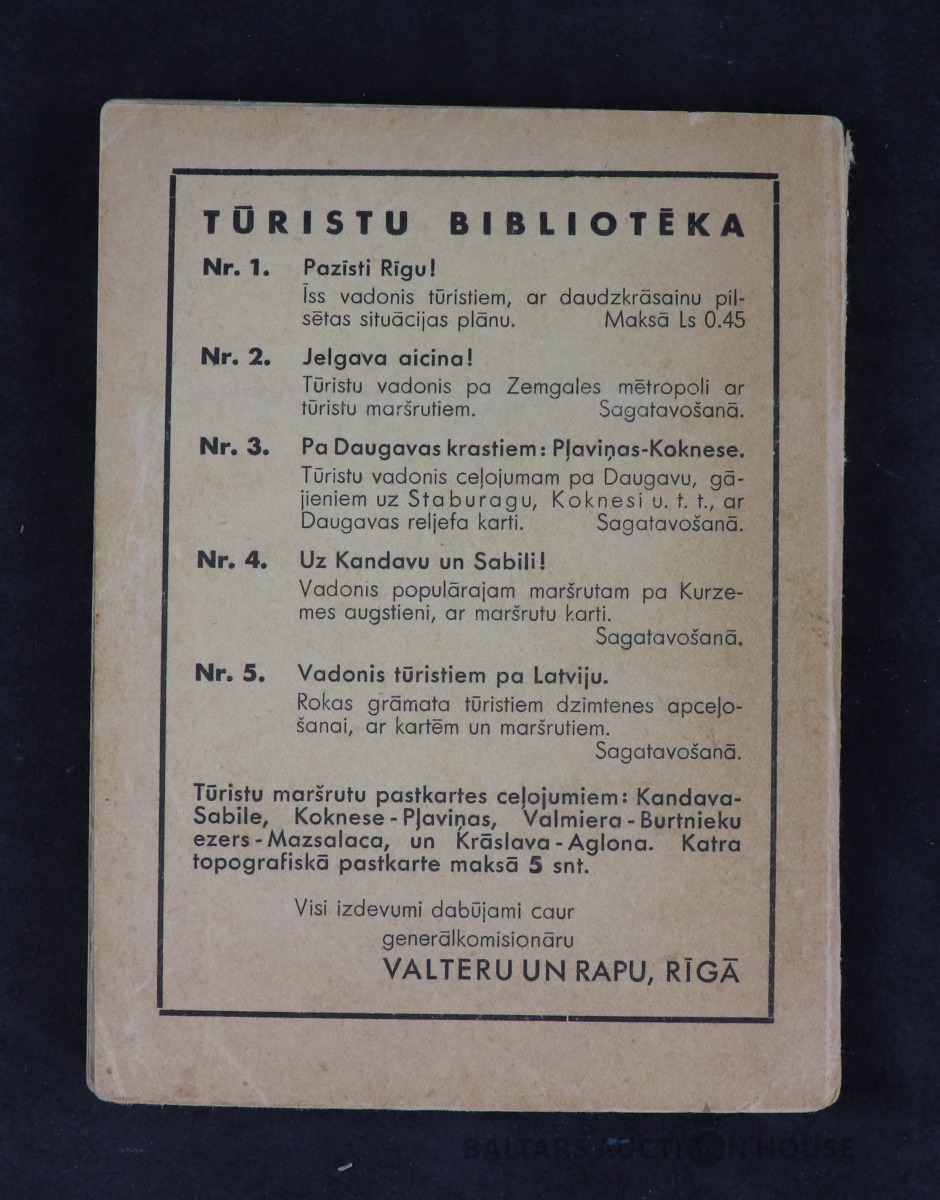 TŪRISTU BIBLIOTĒKA
Nr. 1. Pazīsti Rīgu!
Īss vadonis tūristiem, ar daudzkrāsainu pil-
sētas situācijas plānu. Maksā Ls 0.45
Nr. 2. Jelgava aicina!
Tūristu vadonis pa Zemgales mētropoli ar
tūristu maršrutiem. Sagatavošanā.
Nr. 3. Pa Daugavas krastiem: Pļaviņas-Koknese.
Tūristu vadonis ceļojumam pa Daugavu, gā-
jieniem uz Staburagu, Koknesi u. t. t., ar
Daugavas reljefa karti. Sagatavošanā.
Nr. 4. Uz Kandavu un Sabili!
Vadonis populārajam maršrutam pa Kurze-
mes augstieni, ar maršrutu karti.
Sagatavošanā.
Nr. 5. Vadonis tūristiem pa Latviju.
Rokas grāmata tūristiem dzimtenes apceļo-
šanai, ar kartēm un maršrutiem.
Sagatavošanā.
Tūristu maršrutu pastkartes ceļojumiem: Kandava-
Sabile, Koknese-Pļaviņas, Valmiera-Burtnieku
ezers-Mazsalaca, un Krāslava-Aglona. Katra
topografiskā pastkarte maksā 5 snt.
Visi izdevumi dabūjami caur
generālkomisionāru
VALTERU UN RAPU, RĪGĀ
BALTARS AUCTION HOUSE